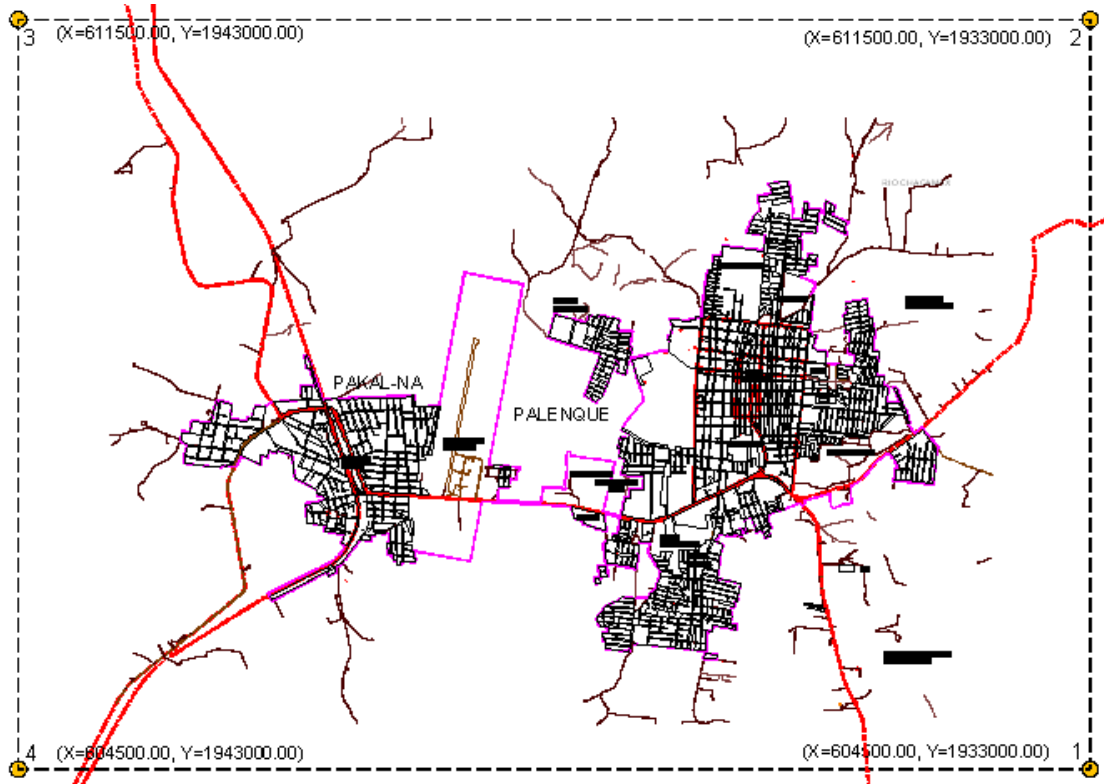 3 (X=611500.00, Y=1943000.00)
(X=611500.00, Y=1933000.00) 2
PAKAL-NA
PALENQUE
4 (X=604500.00, Y=1943000.00)
(X=604500.00, Y=1933000.00) 1